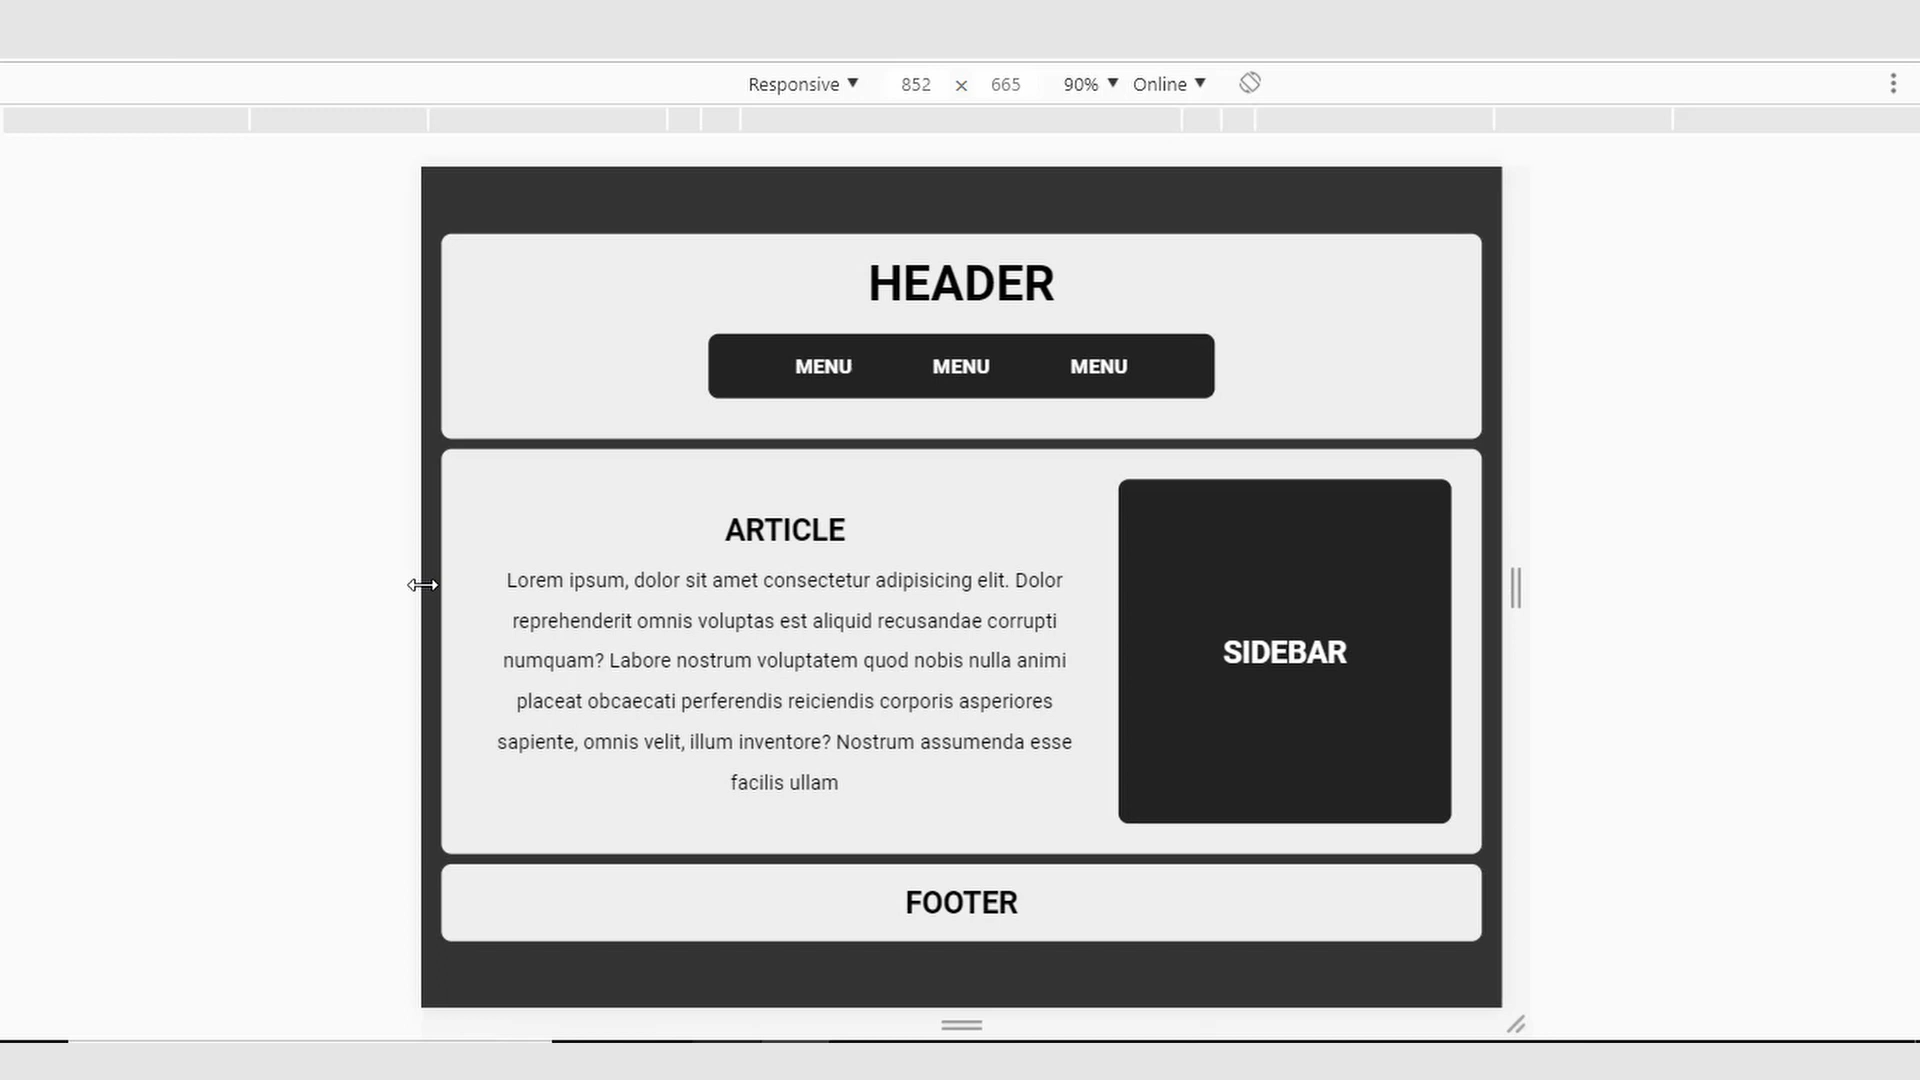 Responsive ▼ 852 × 665 90% ▼ Online ▼
HEADER
MENU MENU MENU
ARTICLE
Lorem ipsum, dolor sit amet consectetur adipisicing elit. Dolor
reprehenderit omnis voluptas est aliquid recusandae corrupti
numquam? Labore nostrum voluptatem quod nobis nulla animi
placeat obcaecati perferendis reiciendis corporis asperiores
sapiente, omnis velit, illum inventore? Nostrum assumenda esse
facilis ullam
SIDEBAR
FOOTER